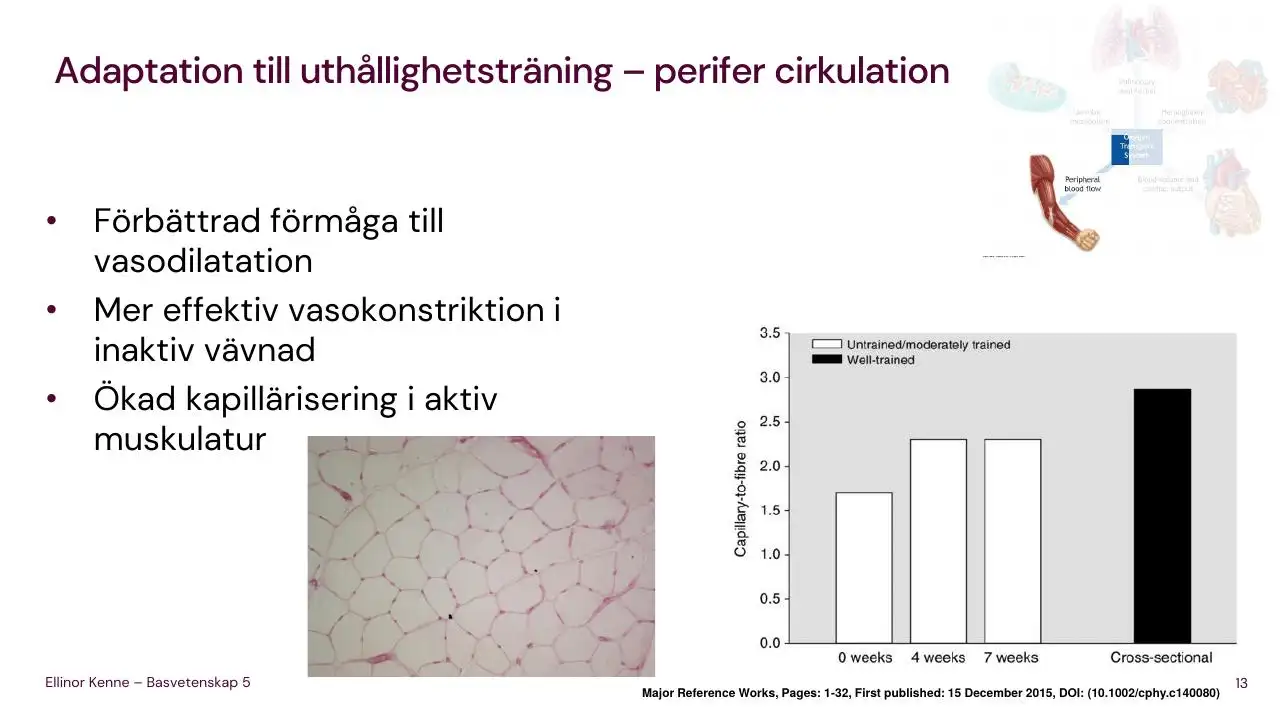 Adaptation till uthållighetsträning – perifer cirkulation
Oxygen
Transport
System
Peripheral
blood flow
• Förbättrad förmåga till
vasodilatation
• Mer effektiv vasokonstriktion i
inaktiv vävnad
• Ökad kapillärisering i aktiv
muskulatur
3.5
3.0
2.5
2.0
1.5
1.0
0.5
0.0
Capillary-to-fibre ratio
Untrained/moderately trained
Well-trained
0 weeks
4 weeks
7 weeks
Cross-sectional
Ellinor Kenne – Basvetenskap 5
Major Reference Works, Pages: 1-32, First published: 15 December 2015, DOI: (10.1002/cphy.c140080)
13